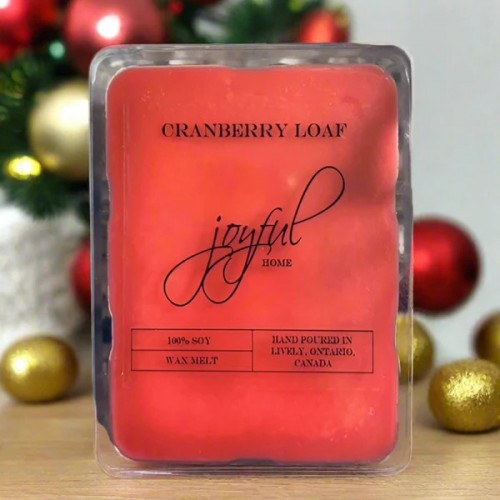 CRANBERRY LOAF
joyful
HOME
100% SOY
WAX MELT
HAND POURED IN
LIVELY, ONTARIO,
CANADA